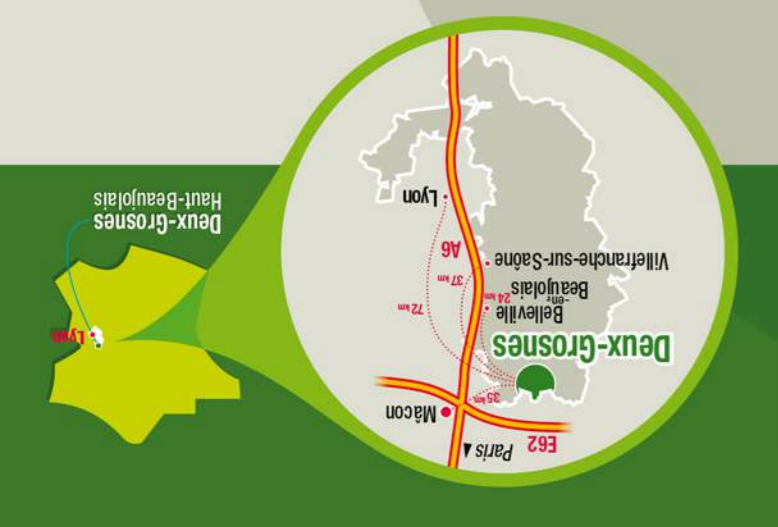 E62
Paris
Mâcon
35 km
Deux-Grosnes
Belleville
-en-
Beaujolais
24 km
Villefranche-sur-Saône
37 km
72 km
A6
Lyon
Lyon
Deux-Grosnes
Haut-Beaujolais